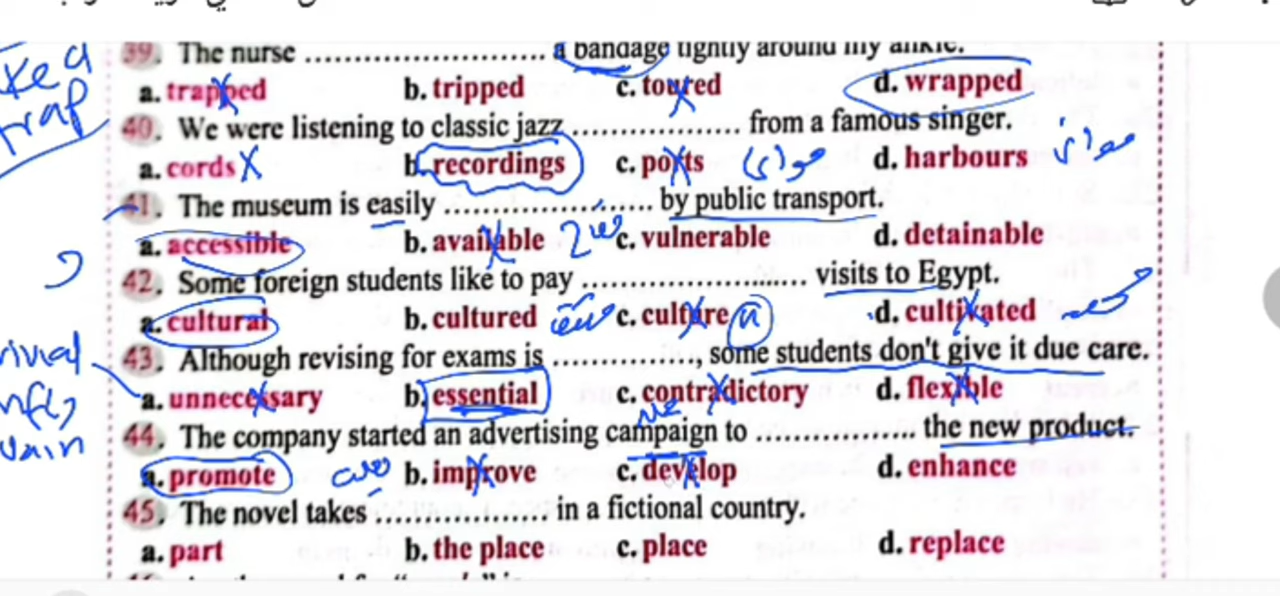 39. The nurse ........................ a bandage tightly around my ankle.
a. trapped b. tripped c. toured d. wrapped
40. We were listening to classic jazz ................. from a famous singer.
a. cords b. recordings c. ports d. harbours
41. The museum is easily ..................... by public transport.
a. accessible b. available c. vulnerable d. detainable
42. Some foreign students like to pay ...................... visits to Egypt.
a. cultural b. cultured c. culture n d. cultivated
43. Although revising for exams is ..............., some students don't give it due care.
a. unnecessary b. essential c. contradictory d. flexible
44. The company started an advertising campaign to ................ the new product.
a. promote b. improve c. develop d. enhance
45. The novel takes .................. in a fictional country.
a. part b. the place c. place d. replace